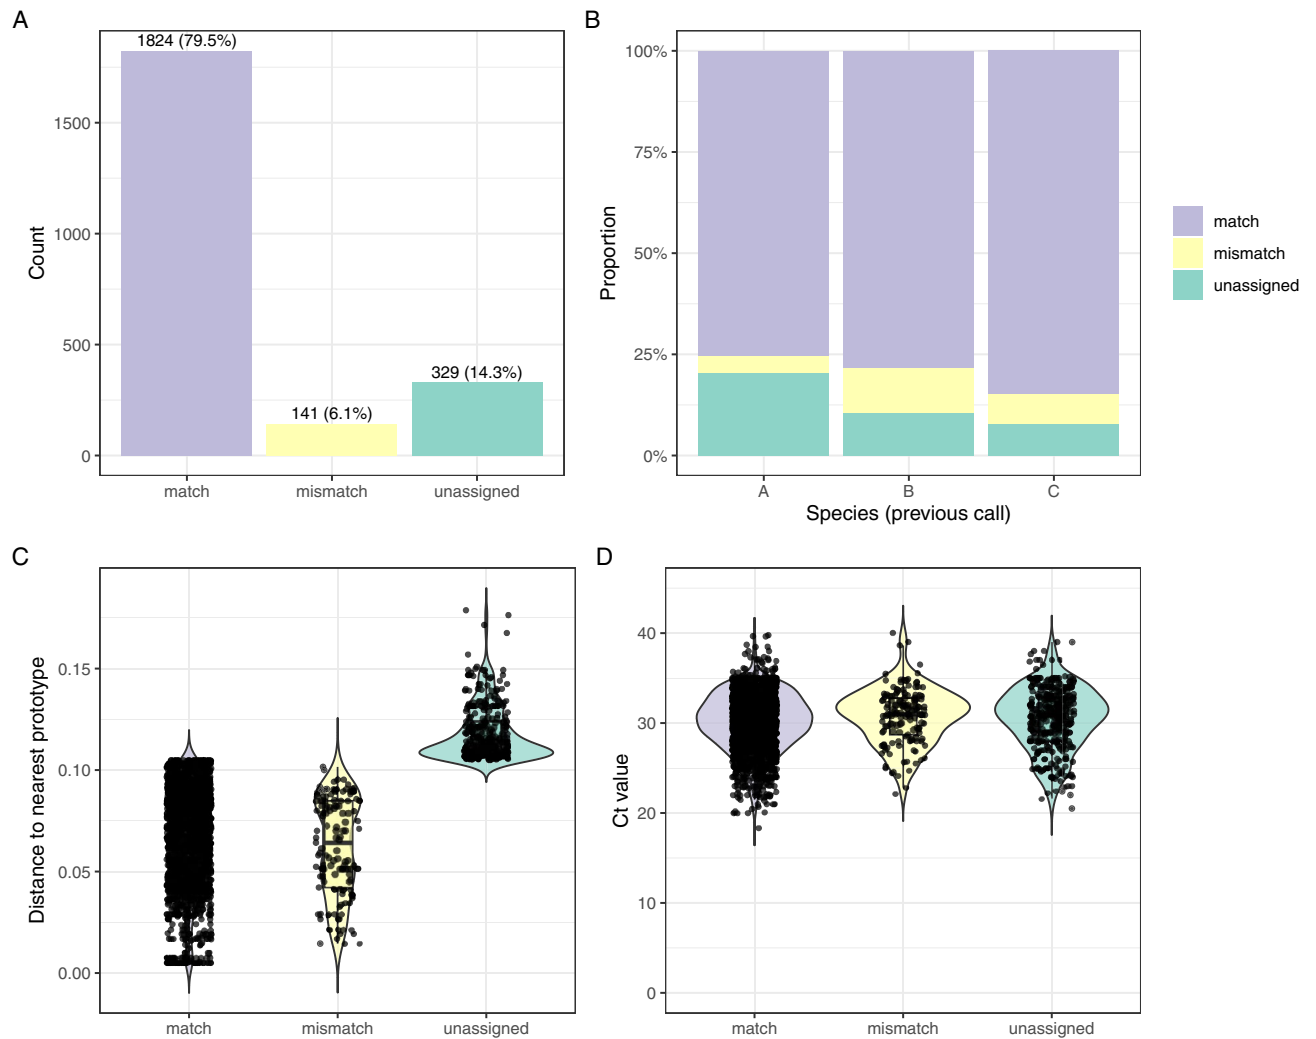 A
1824 (79.5%)
141 (6.1%)
329 (14.3%)
1500
1000
500
0
Count
match
mismatch
unassigned
B
100%
75%
50%
25%
0%
Proportion
A
B
C
Species (previous call)
match
mismatch
unassigned
C
0.15
0.10
0.05
0.00
Distance to nearest prototype
match
mismatch
unassigned
D
40
30
20
10
0
Ct value
match
mismatch
unassigned